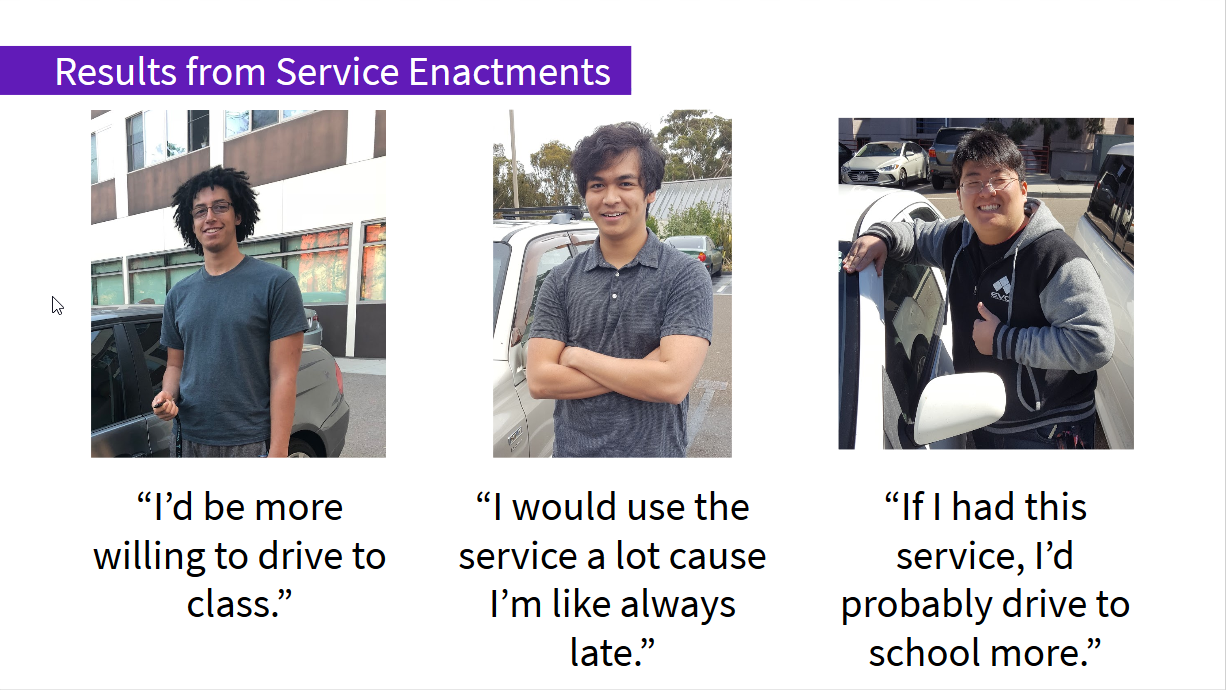 Results from Service Enactments
“I’d be more
willing to drive to
class.”
“I would use the
service a lot cause
I’m like always
late.”
“If I had this
service, I’d
probably drive to
school more.”